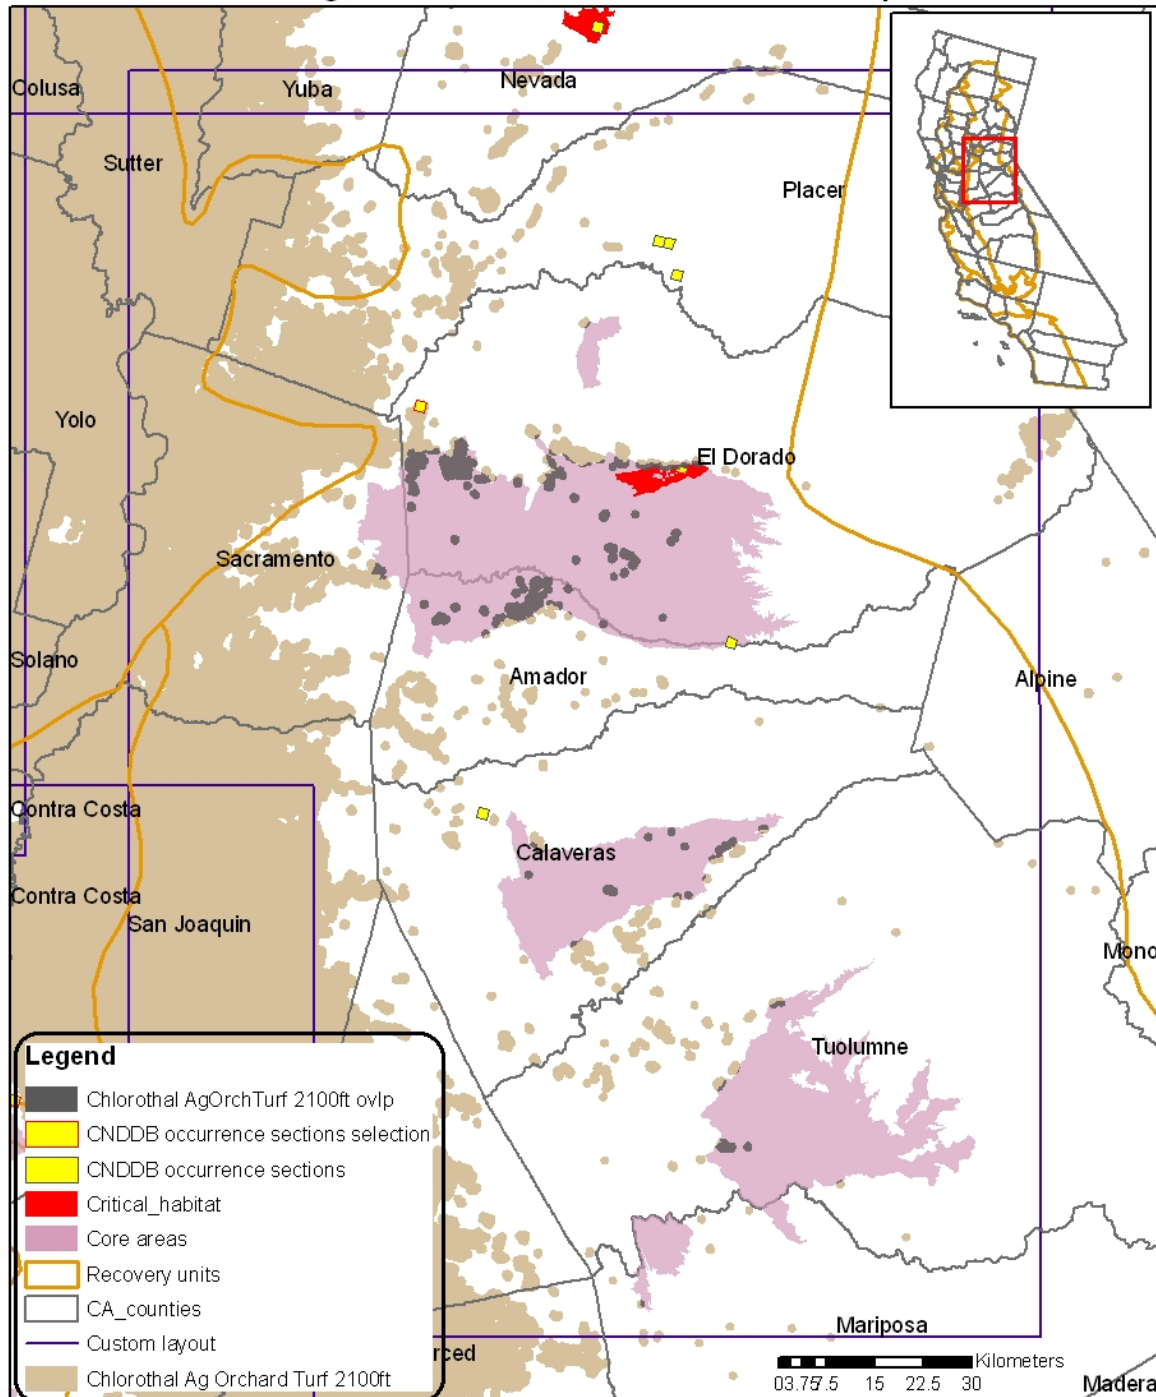 Colusa
Yuba
Nevada
Sutter
Placer
Yolo
El Dorado
Sacramento
Solano
Amador
Alpine
Contra Costa
Calaveras
Contra Costa
San Joaquin
Mono
Tuolumne
Legend
Chlorothal AgOrchTurf 2100ft ovlp
CNDDB occurrence sections selection
CNDDB occurrence sections
Critical_habitat
Core areas
Recovery units
CA_counties
Custom layout
Chlorothal Ag Orchard Turf 2100ft
Mariposa
rced
Kilometers
03.757.5 15 22.5 30
Madera